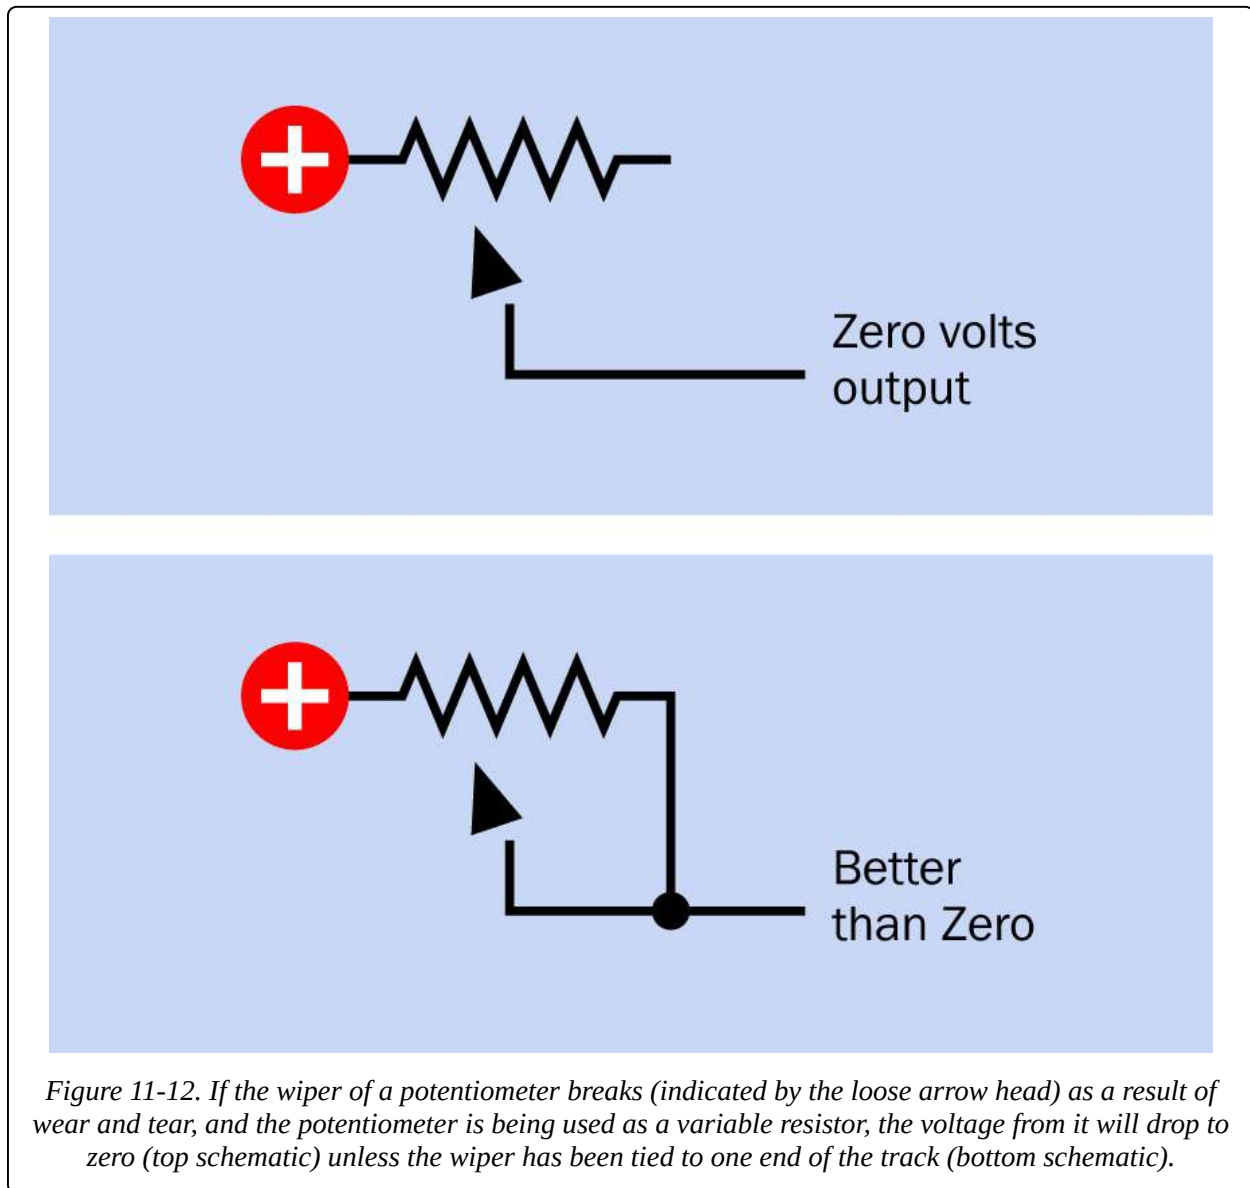 Zero volts
output
Better
than Zero
Figure 11-12. If the wiper of a potentiometer breaks (indicated by the loose arrow head) as a result of
wear and tear, and the potentiometer is being used as a variable resistor, the voltage from it will drop to
zero (top schematic) unless the wiper has been tied to one end of the track (bottom schematic).